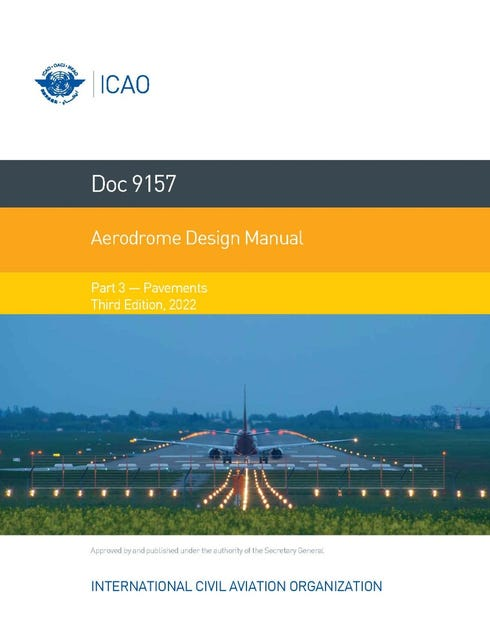 ICAO
Doc 9157
Aerodrome Design Manual
Part 3 — Pavements
Third Edition, 2022
Approved by and published under the authority of the Secretary General
INTERNATIONAL CIVIL AVIATION ORGANIZATION